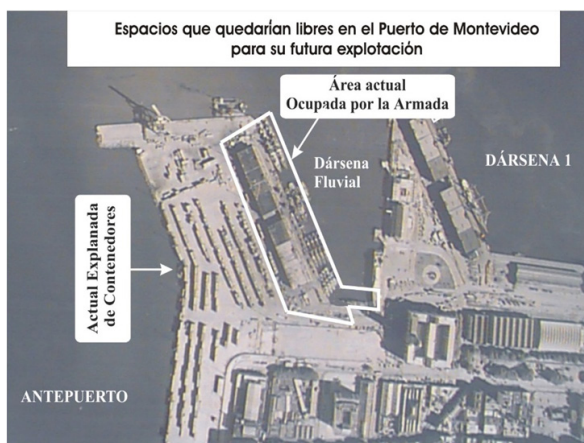 Espacios que quedarían libres en el Puerto de Montevideo
para su futura explotación
Área actual
Ocupada por la Armada
Dársena
Fluvial
DÁRSENA 1
Actual Explanada
de Contenedores
ANTEPUERTO